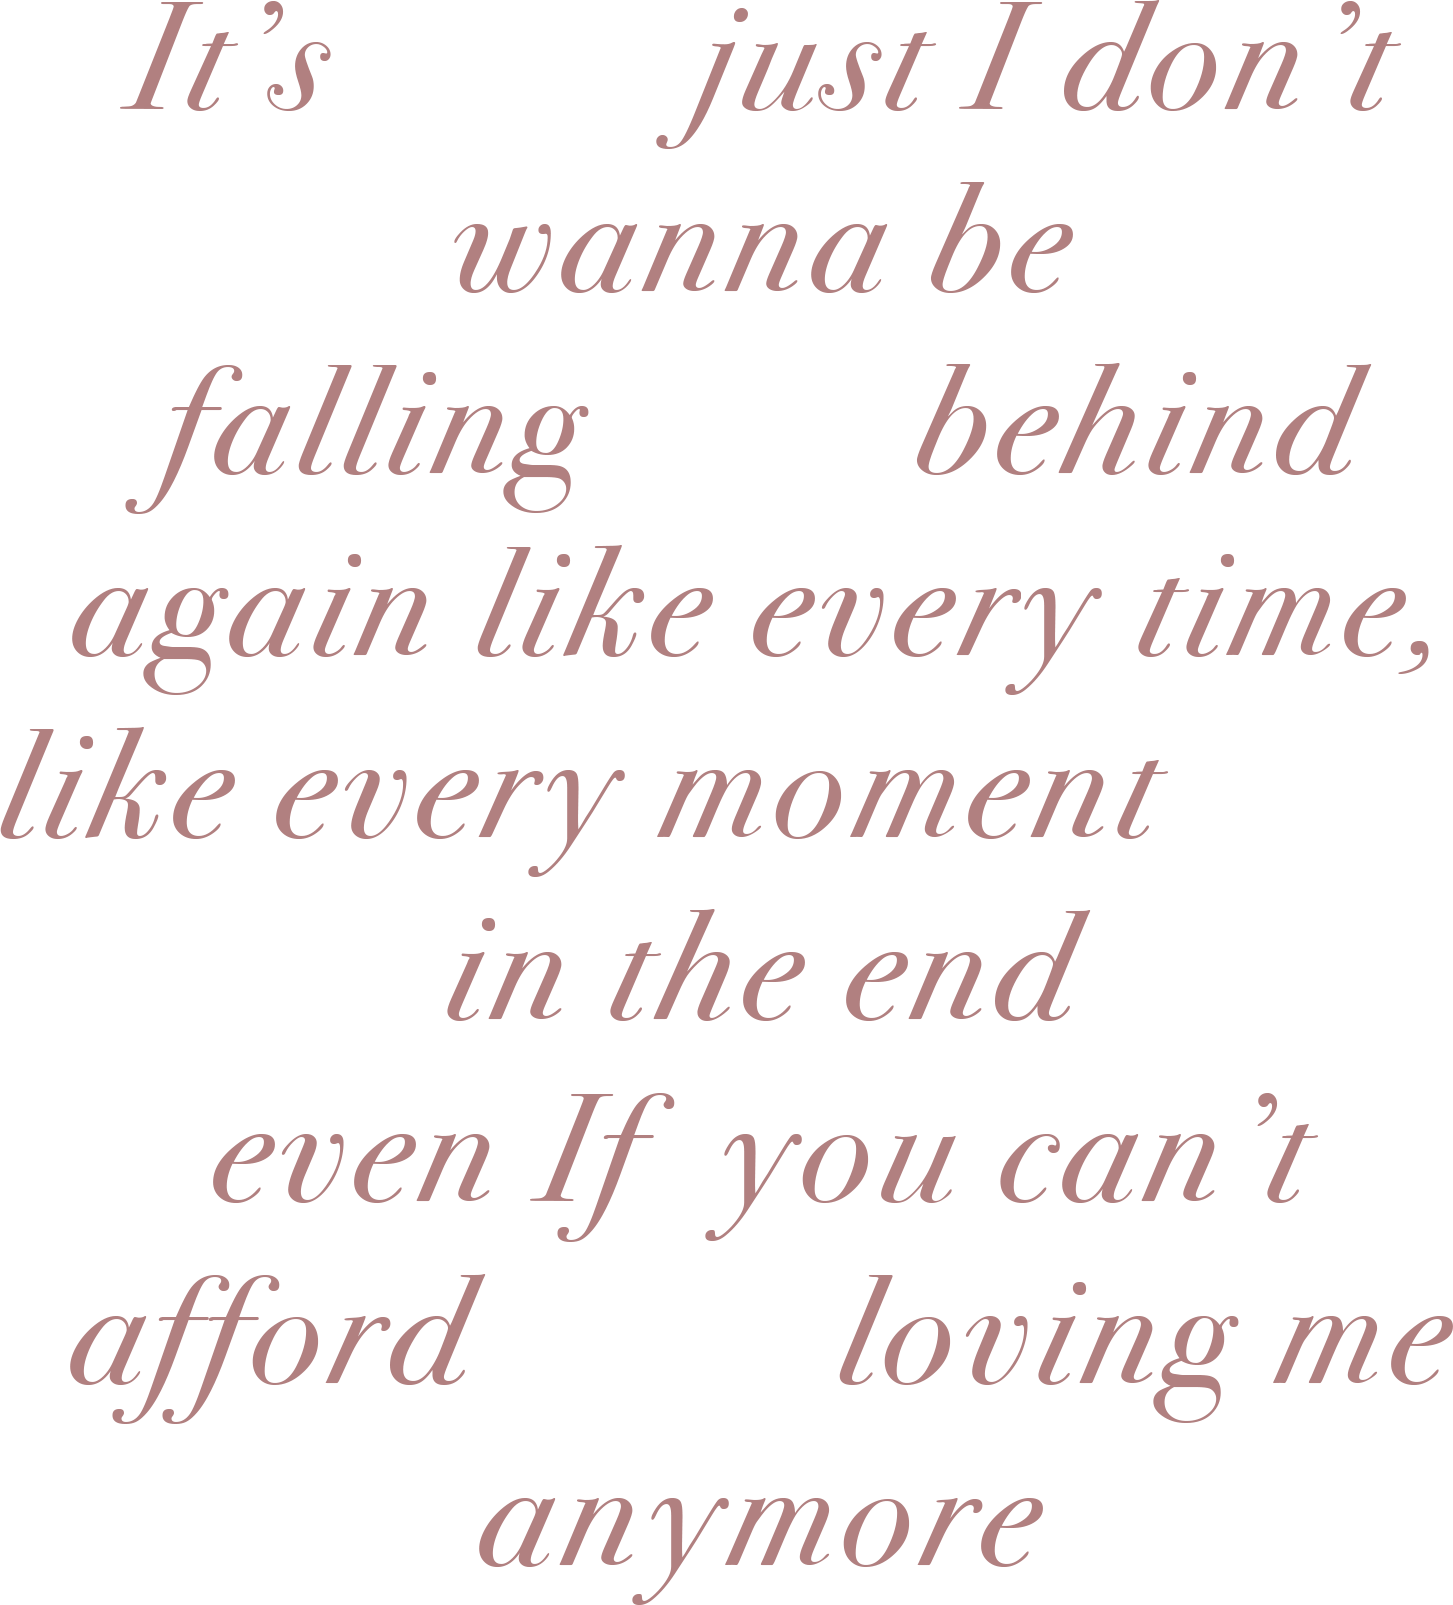 It’s just I don’t
wanna be
falling behind
again like every time,
like every moment
in the end
even If you can’t
afford loving me
anymore